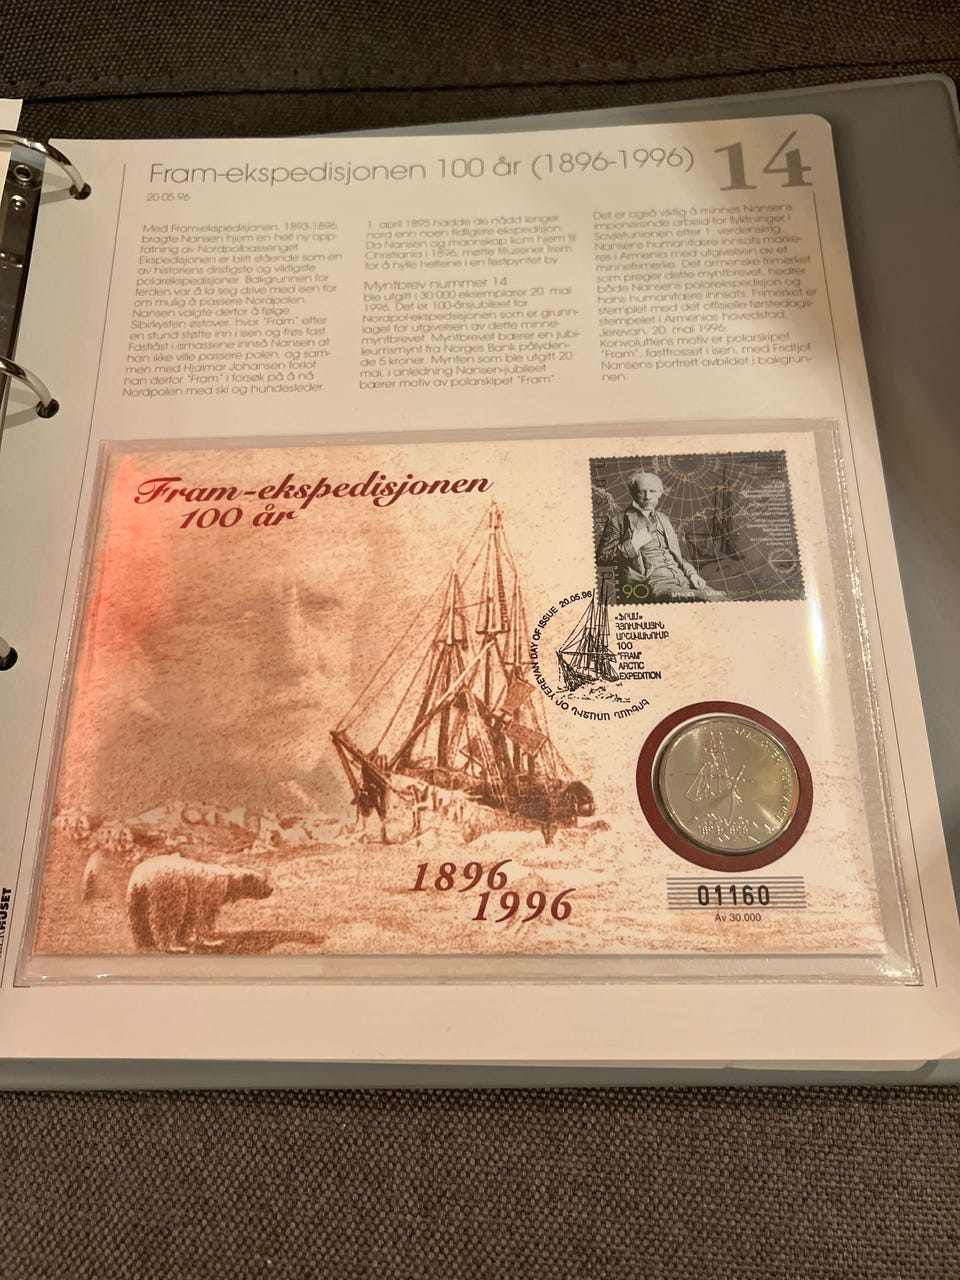 Fram-ekspedisjonen 100 år (1896-1996)
14
20.05.96
Med Fram-ekspedisjonen, 1893-1896,
bragte Nansen hjem en helt ny opp-
fatning av Nordpolbassenget.
Ekspedisjonen er blitt stående som en
av historiens dristigste og viktigste
polarekspedisjoner. Bakgrunnen for
ferden var å la seg drive med isen for
om mulig å passere Nordpolen.
Nansen valgte derfor å følge
Sibirkysten østover, hvor "Fram" etter
en stund støtte inn i isen og frøs fast.
Fastlåst i ismassene innså Nansen at
han ikke ville passere polen, og sam-
men med Hjalmar Johansen forlot
han derfor "Fram" i forsøk på å nå
Nordpolen med ski og hundesleder.
1. april 1895 hadde de nådd lenger
nord enn noen tidligere ekspedisjon.
Da Nansen og mannskap kom hjem til
Christiania i 1896, møtte titusener frem
for å hylle heltene i en festpyntet by.
Myntbrev nummer 14
ble utgitt i 30 000 eksemplarer 20. mai
1996. Det er 100-årsjubileet for
Nordpol-ekspedisjonen som er grunn-
laget for utgivelsen av dette minne-
myntbrevet. Myntbrevet bærer en jubi-
leumsmynt fra Norges Bank pålyden-
de 5 kroner. Mynten som ble utgitt 20.
mai, i anledning Nansen-jubileet
bærer motiv av polarskipet "Fram".
Det er også viktig å minnes Nansens
imponerende arbeid for flyktninger i
Sovjetunionen etter 1. verdenskrig.
Nansens humanitære innsats marke-
res i Armenia med utgivelsen av et
minnefrimerke. Det armenske frimerket
som preger dette myntbrevet, hedrer
både Nansens polarekspedisjon og
hans humanitære innsats. Frimerket er
stemplet med det offisielle førstedags-
stempelet i Armenias hovedstad,
Jerevan, 20. mai 1996.
Konvoluttens motiv er polarskipet
"Fram", fastfrosset i isen, med Fridtjof
Nansens portrett avbildet i bakgrun-
nen.
Fram-ekspedisjonen
100 år
90
YEREVAN DAY OF ISSUE 20.05.96
«ՖՐԱՄ»
ՀՅՈՒՍԻՍԱՅԻՆ
ԱՐՇԱՎԱԽՈՒՄԲ
100
"FRAM"
ARCTIC
EXPEDITION
1893-1896
1896
1996
01160
Av 30.000
HUSET